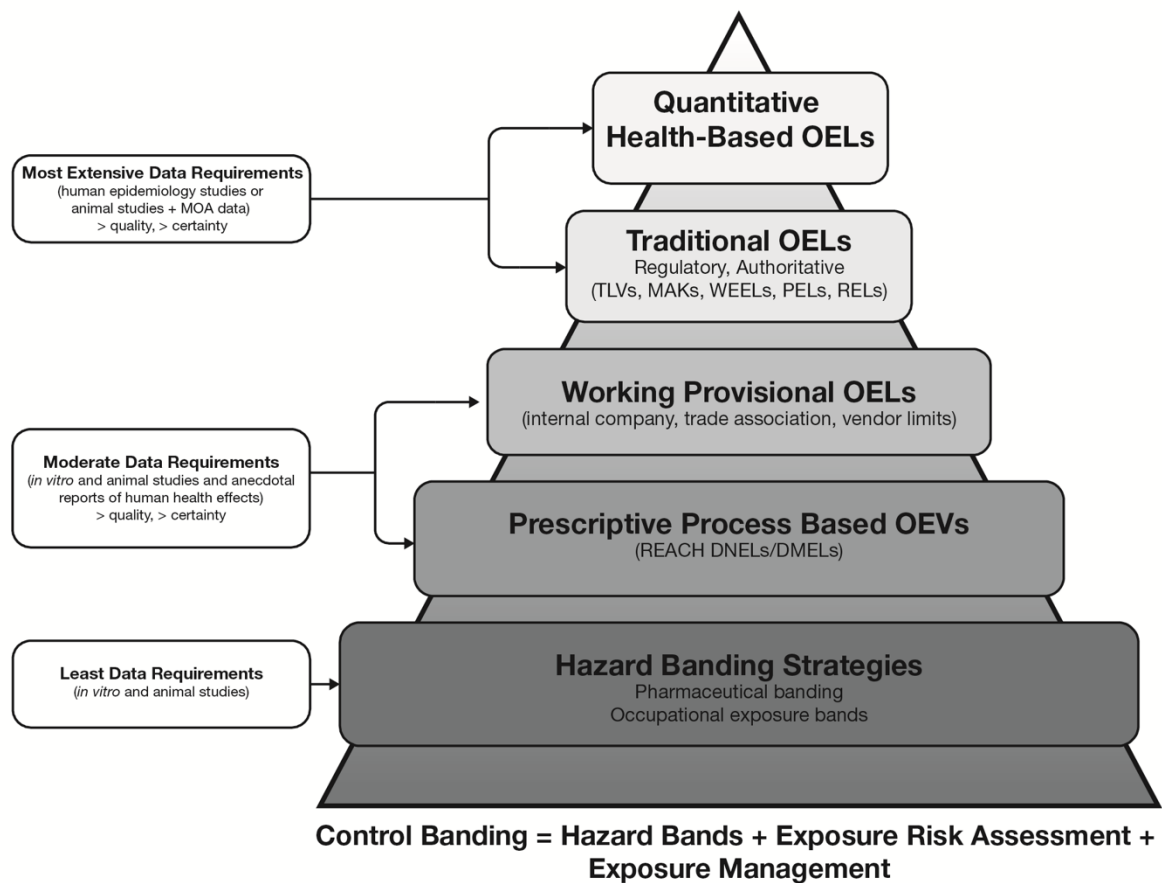 Quantitative
Health-Based OELs
Most Extensive Data Requirements
(human epidemiology studies or
animal studies + MOA data)
> quality, > certainty
Traditional OELs
Regulatory, Authoritative
(TLVs, MAKs, WEELs, PELs, RELs)
Working Provisional OELs
(internal company, trade association, vendor limits)
Moderate Data Requirements
(in vitro and animal studies and anecdotal
reports of human health effects)
> quality, > certainty
Prescriptive Process Based OEVs
(REACH DNELs/DMELs)
Hazard Banding Strategies
Pharmaceutical banding
Occupational exposure bands
Least Data Requirements
(in vitro and animal studies)
Control Banding = Hazard Bands + Exposure Risk Assessment +
Exposure Management